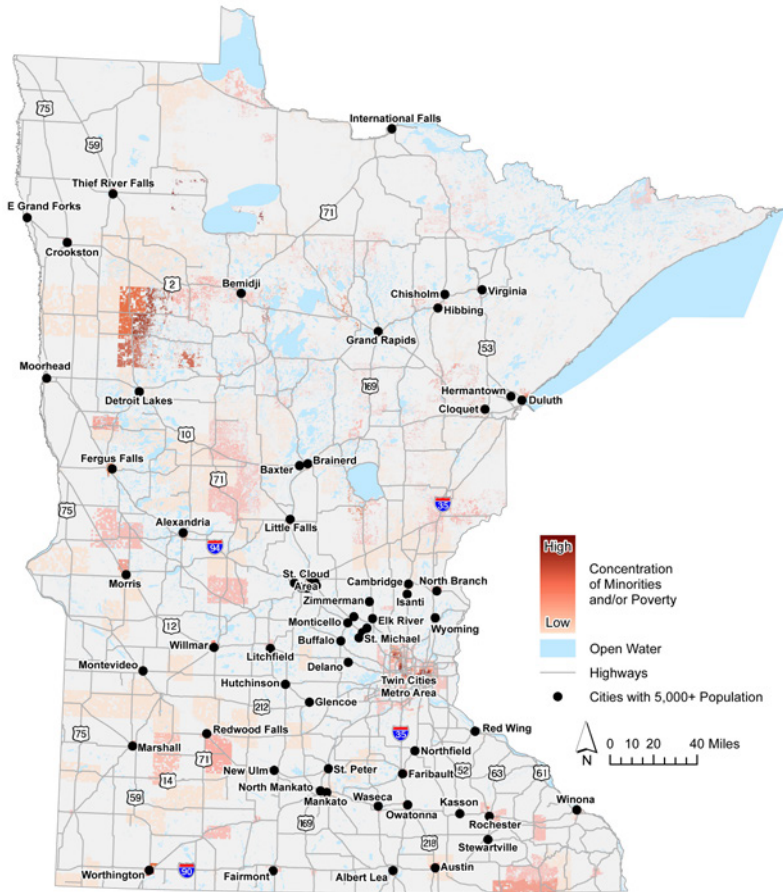 International Falls
75
59
Thief River Falls
E Grand Forks
71
Crookston
2
Bemidji
Chisholm
Virginia
Hibbing
Grand Rapids
53
Moorhead
169
Hermantown
Duluth
Detroit Lakes
Cloquet
10
Fergus Falls
Baxter
Brainerd
71
75
35
Little Falls
Alexandria
94
Morris
St. Cloud
Area
Cambridge
North Branch
Zimmerman
Isanti
12
Monticello
Elk River
Wyoming
St. Michael
Buffalo
Willmar
Litchfield
Delano
Montevideo
Twin Cities
Metro Area
Hutchinson
212
Glencoe
75
Redwood Falls
35
Red Wing
Marshall
71
Northfield
New Ulm
St. Peter
14
Faribault
52
63
61
59
North Mankato
Mankato
Waseca
Kasson
Winona
169
Owatonna
Rochester
218
Stewartville
Worthington
90
Fairmont
Albert Lea
Austin
High
Low
Concentration
of Minorities
and/or Poverty
Open Water
Highways
Cities with 5,000+ Population
N
0 10 20 40 Miles